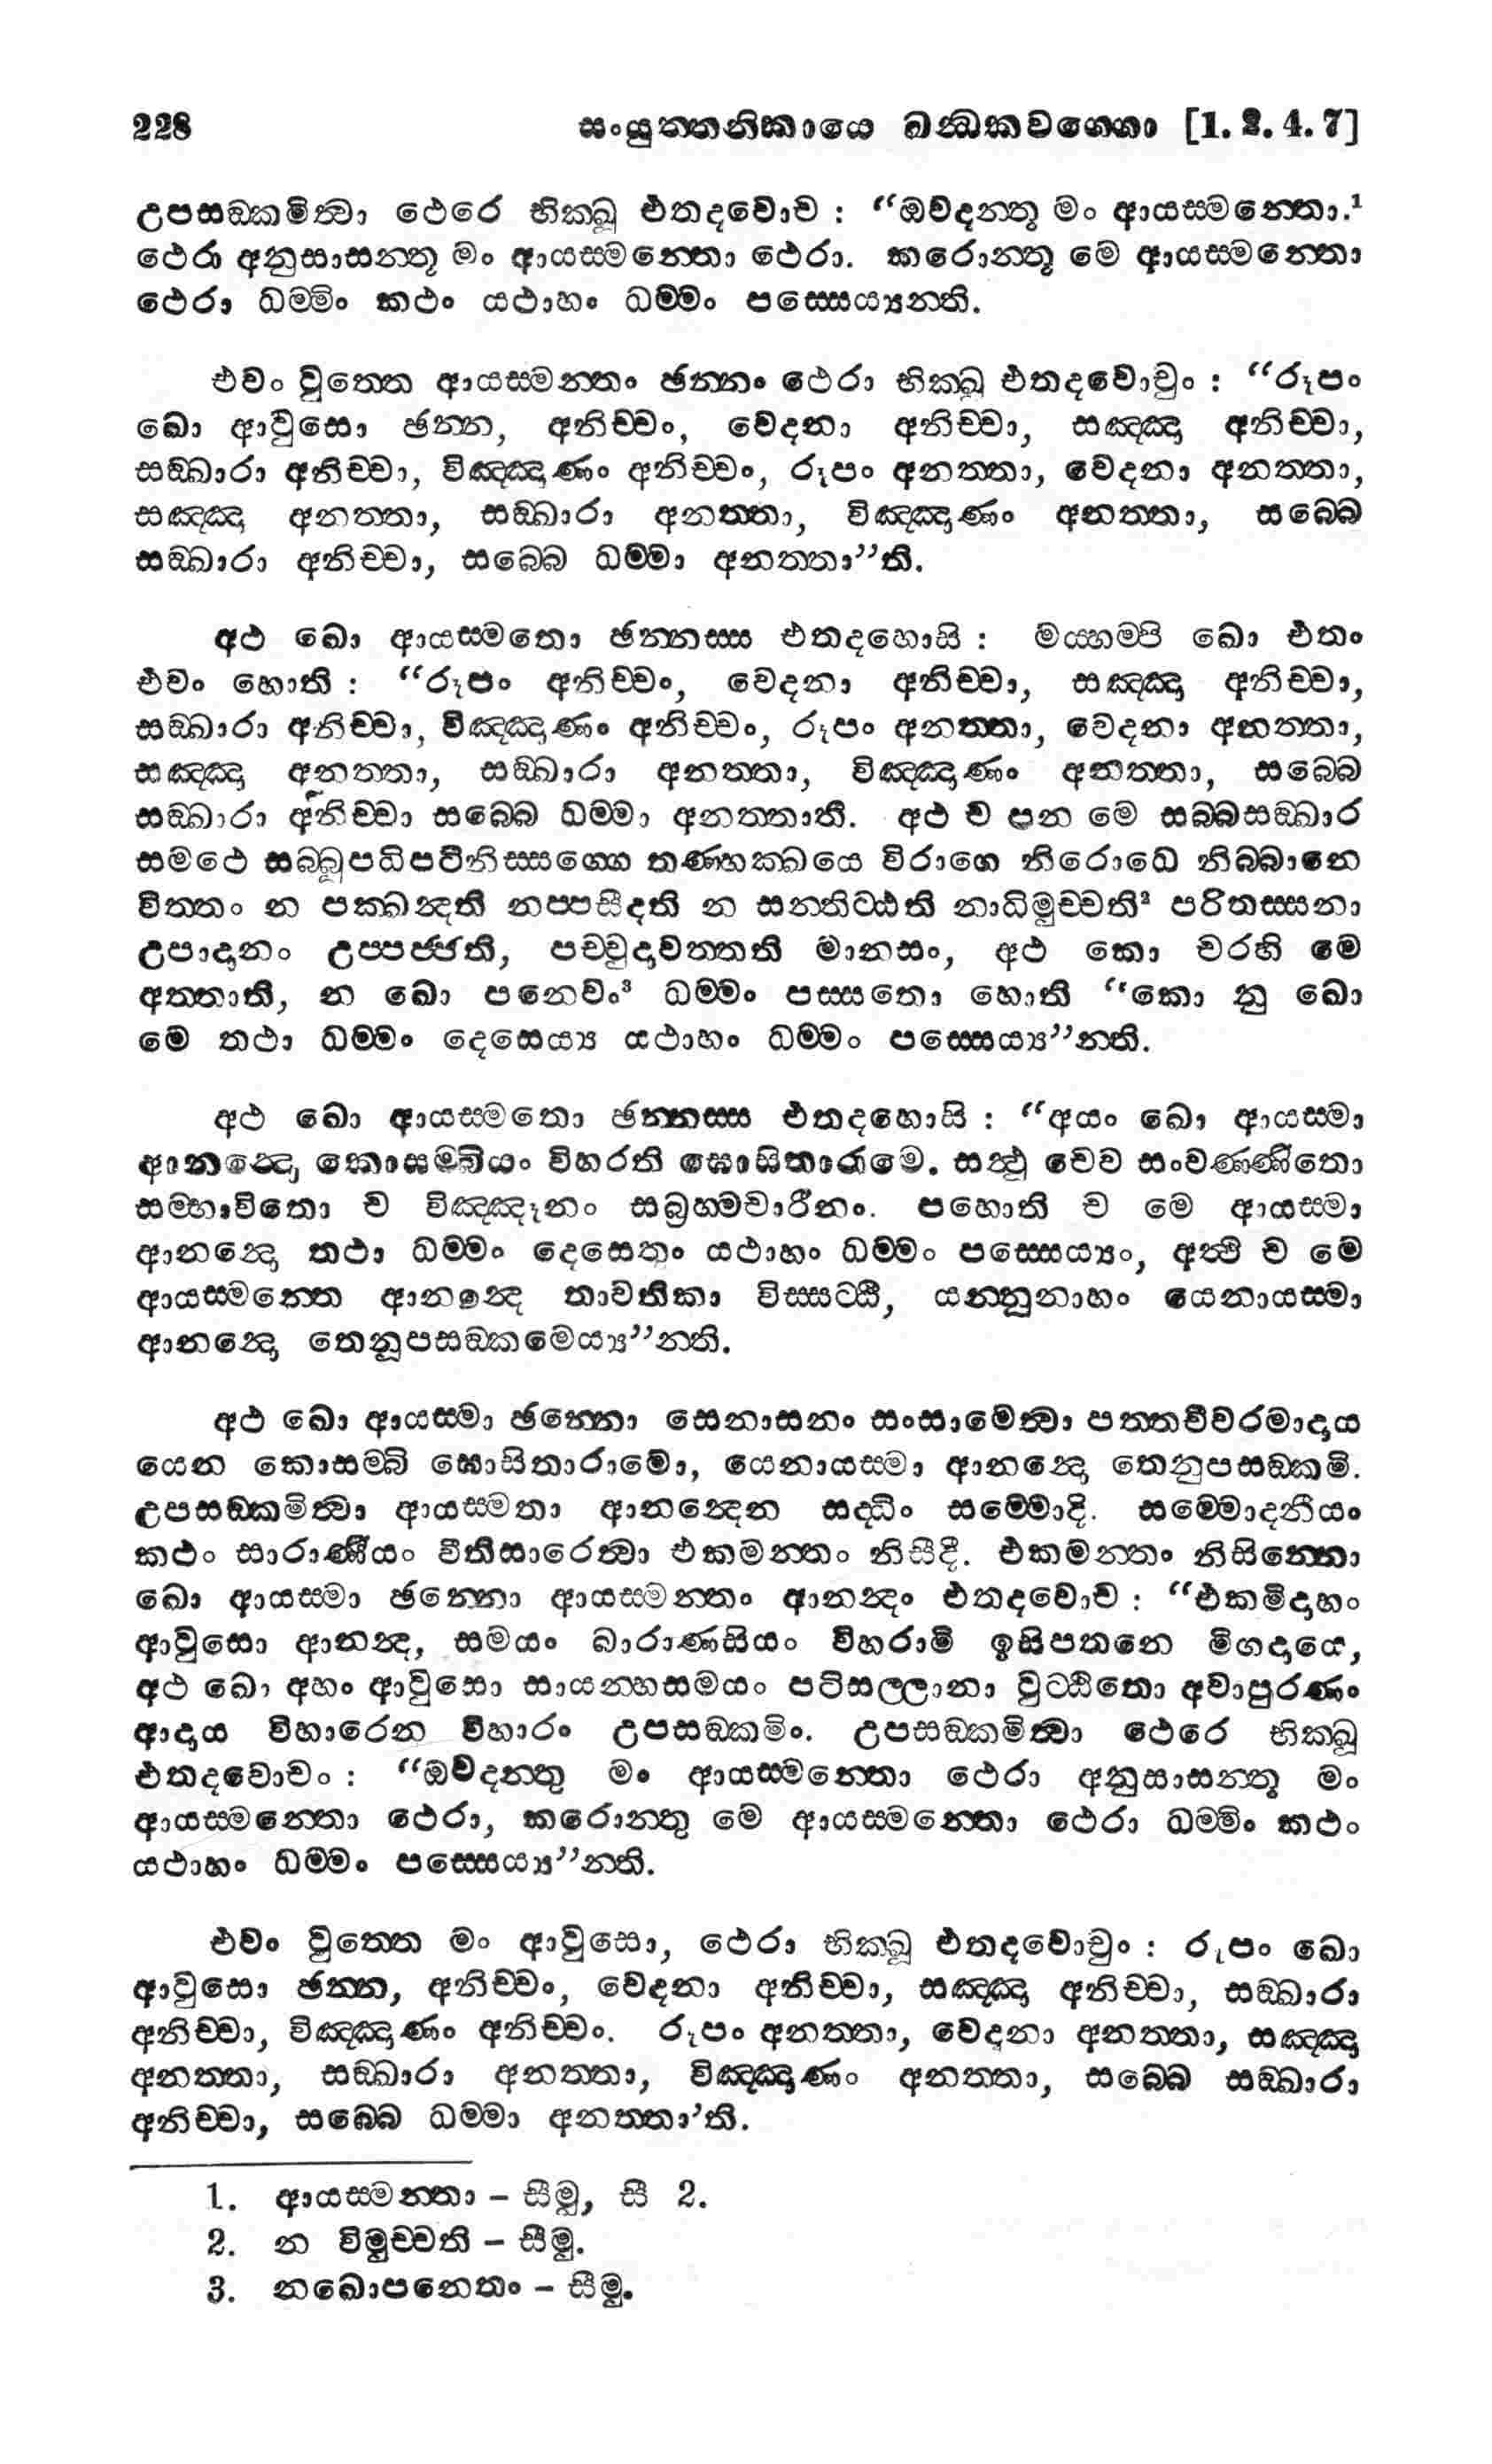 228 සංයුත්තනිකායෙ ඛන්ධකවග්ගො [1. 2. 4. 7]
උපසඞ්කමිත්වා ථෙරෙ භික්ඛූ එතදවොච : “ඔවදන්තු මං ආයස්මන්තො.¹
ථෙරා අනුසාසන්තූ මං ආයස්මන්තො ථෙරා. කරොන්තූ මෙ ආයස්මන්තො
ථෙරා ධම්මිං කථං යථාහං ධම්මං පස්සෙය්‍යන්ති.
එවං වුත්තෙ ආයස්මන්තං ඡන්නං ථෙරා භික්ඛූ එතදවොචුං : “රූපං
ඛො ආවුසො ඡන්න, අනිච්චං, වෙදනා අනිච්චා, සඤ්ඤා අනිච්චා,
සඞ්ඛාරා අනිච්චා, විඤ්ඤාණං අනිච්චං, රූපං අනත්තා, වෙදනා අනත්තා,
සඤ්ඤා අනත්තා, සඞ්ඛාරා අනත්තා, විඤ්ඤාණං අනත්තා, සබ්බෙ
සඞ්ඛාරා අනිච්චා, සබ්බෙ ධම්මා අනත්තා”ති.
අථ ඛො ආයස්මතො ඡන්නස්ස එතදහොසි : මය්හම්පි ඛො එතං
එවං හොති : “රූපං අනිච්චං, වෙදනා අනිච්චා, සඤ්ඤා අනිච්චා,
සඞ්ඛාරා අනිච්චා, විඤ්ඤාණං අනිච්චං, රූපං අනත්තා, වෙදනා අනත්තා,
සඤ්ඤා අනත්තා, සඞ්ඛාරා අනත්තා, විඤ්ඤාණං අනත්තා, සබ්බෙ
සඞ්ඛාරා අනිච්චා සබ්බෙ ධම්මා අනත්තාති. අථ ච පන මෙ සබ්බසඞ්ඛාර
සමථෙ සබ්බූපධිපටිනිස්සග්ගෙ තණ්හක්ඛයෙ විරාගෙ නිරොධෙ නිබ්බානෙ
චිත්තං න පක්ඛන්දති නප්පසීදති න සන්තිට්ඨති නාධිමුච්චති² පරිතස්සනා
උපාදානං උප්පජ්ජති, පච්චුදාවත්තති මානසං, අථ කො චරහි මෙ
අත්තාති, න ඛො පනෙවං³ ධම්මං පස්සතො හොති “කො නු ඛො
මෙ තථා ධම්මං දෙසෙය්‍ය යථාහං ධම්මං පස්සෙය්‍ය”න්ති.
අථ ඛො ආයස්මතො ඡන්නස්ස එතදහොසි : “අයං ඛො ආයස්මා
ආනන්දො කොසම්බියං විහරති ඝොසිතාරාමෙ. සත්ථු චෙව සංවණ්ණිතො
සම්භාවිතො ච විඤ්ඤූනං සබ්‍රහ්මචාරීනං. පහොති ච මෙ ආයස්මා
ආනන්දො තථා ධම්මං දෙසෙතුං යථාහං ධම්මං පස්සෙය්‍යං, අත්ථි ච මෙ
ආයස්මන්තෙ ආනන්දෙ තාවතිකා විස්සට්ඨි, යන්නූනාහං යෙනායස්මා
ආනන්දො තෙනූපසඞ්කමෙය්‍ය”න්ති.
අථ ඛො ආයස්මා ඡන්නො සෙනාසනං සංසාමෙත්වා පත්තචීවරමාදාය
යෙන කොසම්බි ඝොසිතාරාමො, යෙනායස්මා ආනන්දො තෙනුපසඞ්කමි.
උපසඞ්කමිත්වා ආයස්මතා ආනන්දෙන සද්ධිං සම්මොදි. සම්මොදනීයං
කථං සාරාණීයං වීතිසාරෙත්වා එකමන්තං නිසීදි. එකමන්තං නිසින්නො
ඛො ආයස්මා ඡන්නො ආයස්මන්තං ආනන්දං එතදවොච : “එකමිදාහං
ආවුසො ආනන්ද, සමයං බාරාණසියං විහරාමි ඉසිපතනෙ මිගදායෙ,
අථ ඛො අහං ආවුසො සායන්හසමයං පටිසල්ලානා වුට්ඨිතො අවාපුරණං
ආදාය විහාරෙන විහාරං උපසඞ්කමිං. උපසඞ්කමිත්වා ථෙරෙ භික්ඛූ
එතදවොචං : “ඔවදන්තු මං ආයස්මන්තො ථෙරා අනුසාසන්තු මං
ආයස්මන්තො ථෙරා, කරොන්තු මෙ ආයස්මන්තො ථෙරා ධම්මිං කථං
යථාහං ධම්මං පස්සෙය්‍ය”න්ති.
එවං වුත්තෙ මං ආවුසො, ථෙරා භික්ඛූ එතදවොචුං : රූපං ඛො
ආවුසො ඡන්න, අනිච්චං, වෙදනා අනිච්චා, සඤ්ඤා අනිච්චා, සඞ්ඛාරා
අනිච්චා, විඤ්ඤාණං අනිච්චං. රූපං අනත්තා, වෙදනා අනත්තා, සඤ්ඤා
අනත්තා, සඞ්ඛාරා අනත්තා, විඤ්ඤාණං අනත්තා, සබ්බෙ සඞ්ඛාරා
අනිච්චා, සබ්බෙ ධම්මා අනත්තා’ති.
1. ආයස්මන්තා – සීමු, සී 2.
2. න විමුච්චති – සීමු.
3. නඛොපනෙතං – සීමු.